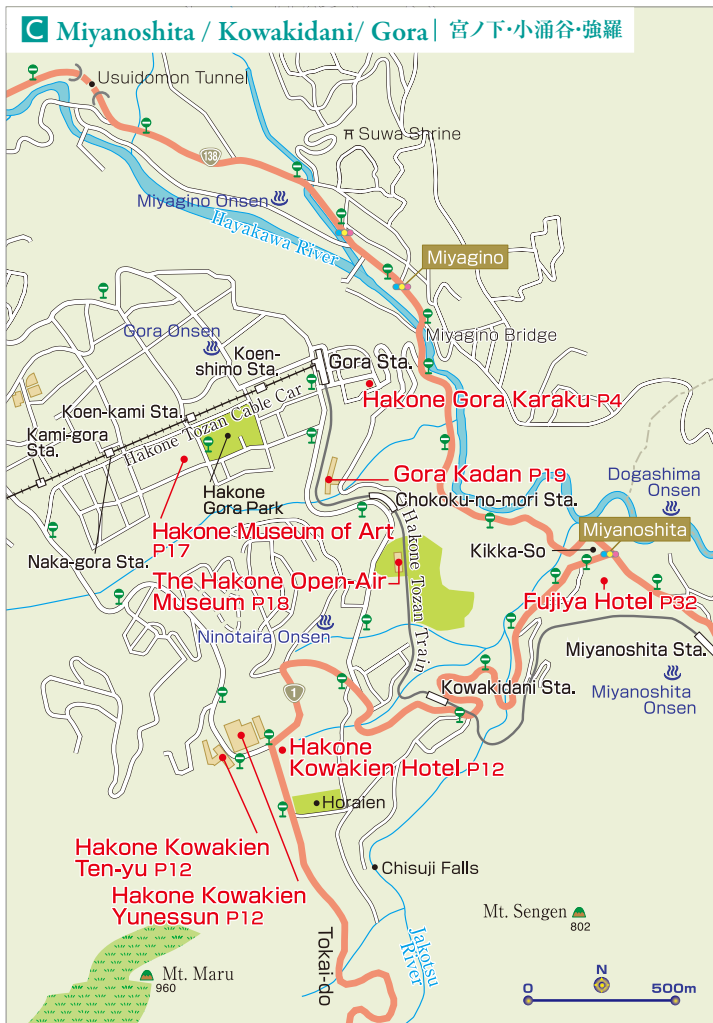 C Miyanoshita / Kowakidani/ Gora | 宮ノ下・小涌谷・強羅
Usuidomon Tunnel
138
Suwa Shrine
Miyagino Onsen
Hayakawa River
Miyagino
Miyagino Bridge
Gora Onsen
Koen-
shimo Sta.
Gora Sta.
Hakone Gora Karaku P4
Koen-kami Sta.
Hakone Tozan Cable Car
Kami-gora
Sta.
Hakone
Gora Park
Gora Kadan P19
Chokoku-no-mori Sta.
Dogashima
Onsen
Miyanoshita
Hakone Museum of Art
P17
Naka-gora Sta.
Kikka-So
The Hakone Open-Air
Museum P18
Hakone Tozan Train
Fujiya Hotel P32
Ninotaira Onsen
Miyanoshita Sta.
Miyanoshita
Onsen
Kowakidani Sta.
1
Hakone
Kowakien Hotel P12
Horaien
Hakone Kowakien
Ten-yu P12
Chisuji Falls
Hakone Kowakien
Yunessun P12
Mt. Sengen
802
Tokai-do
Jakotsu
River
Mt. Maru
960
N
0 500m